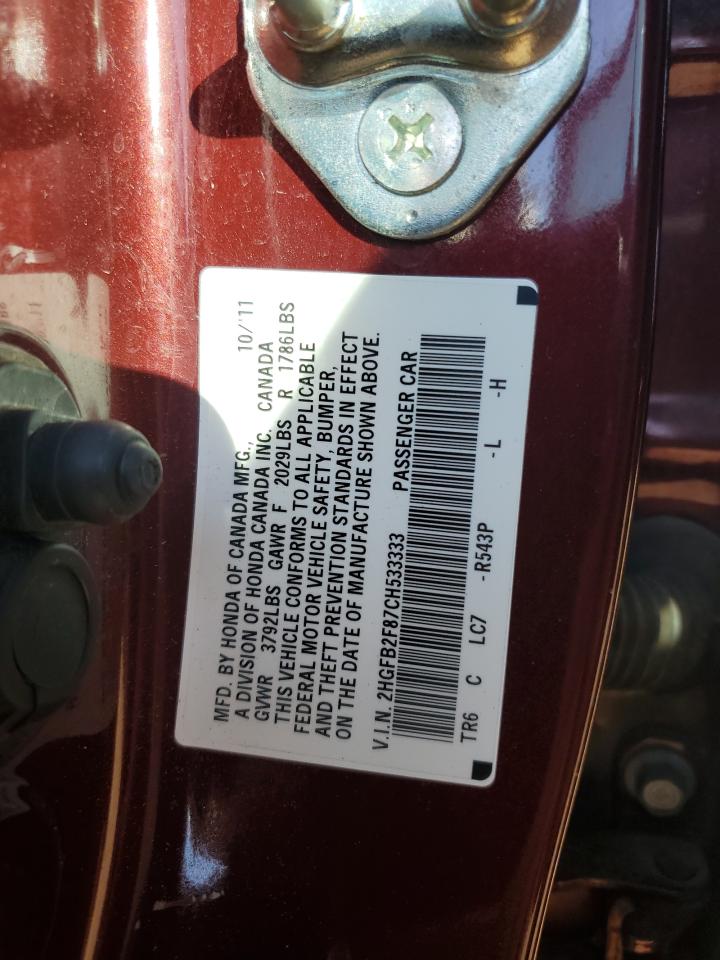 MFD. BY HONDA OF CANADA MFG., 10/'11
A DIVISION OF HONDA CANADA INC. CANADA
GVWR 3792LBS GAWR F 2029LBS R 1786LBS
THIS VEHICLE CONFORMS TO ALL APPLICABLE
FEDERAL MOTOR VEHICLE SAFETY, BUMPER,
AND THEFT PREVENTION STANDARDS IN EFFECT
ON THE DATE OF MANUFACTURE SHOWN ABOVE.
V.I.N. 2HGFB2F87CH533333 PASSENGER CAR
TR6 C LC7 -R543P -L -H